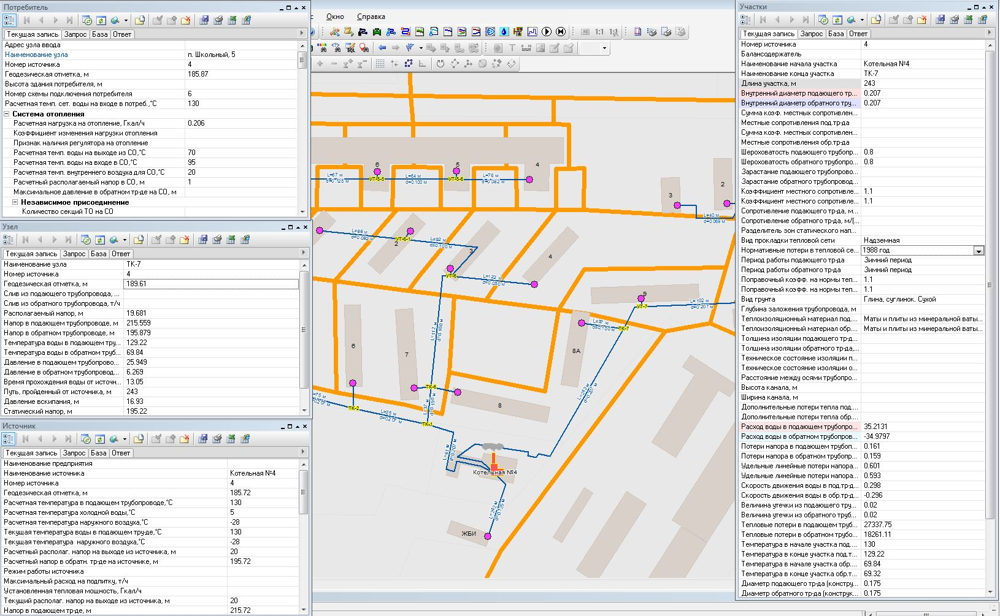 Потребитель
Текущая запись Запрос База Ответ
Адрес узла ввода
Наименование узла п. Школьный, 5
Номер источника 4
Геодезическая отметка, м 185.87
Высота здания потребителя, м
Номер схемы подключения потребителя 6
Расчетная темп. сет. воды на входе в потреб.,°C 130
Система отопления
Расчетная нагрузка на отопление, Гкал/ч 0.206
Коэффициент изменения нагрузки отопления
Признак наличия регулятора на отопление
Расчетная темп. воды на выходе из СО,°C 70
Расчетная темп. воды на входе в СО,°C 95
Расчетная темп. внутреннего воздуха для СО,°C 20
Расчетный располагаемый напор в СО, м 1
Максимальное давление в обратном тр-де на СО, м
Независимое присоединение
Количество секций ТО на СО
Узел
Текущая запись Запрос База Ответ
Наименование узла ТК-7
Номер источника 4
Геодезическая отметка, м 189.61
Слив из подающего трубопровода, ...
Слив из обратного трубопровода, т/ч
Располагаемый напор, м 19.681
Напор в подающем трубопроводе, м 215.559
Напор в обратном трубопроводе, м 195.879
Температура воды в подающем тру... 129.22
Температура воды в обратном труб... 69.84
Давление в подающем трубопрово... 25.949
Давление в обратном трубопровод... 6.269
Время прохождения воды от источн... 13.05
Путь, пройденный от источника, м 243
Давление вскипания, м 16.93
Статический напор, м 195.22
Источник
Текущая запись Запрос База Ответ
Наименование предприятия
Наименование источника Котельная №4
Номер источника 4
Геодезическая отметка, м 185.72
Расчетная температура в подающем трубопроводе,°C 130
Расчетная температура холодной воды,°C 5
Расчетная температура наружного воздуха,°C -28
Текущая температура воды в подающем тру-де,°C 130
Текущая температура наружного воздуха,°C -28
Расчетный располаг. напор на выходе из источника, м 20
Расчетный напор в обратн. тр-де на источнике, м 195.72
Режим работы источника
Максимальный расход на подпитку, т/ч
Установленная тепловая мощность, Гкал/ч
Текущий располаг. напор на выходе из источника, м 20
Напор в подающем тр-де, м 215.72
Окно Справка
SQL
1:1 1:1
6 5 4
L=67 м d=0.125 м УТ-5-5 L=64 м d=0.100 м УТ-5-6 L=76 м d=0.082 м
3 2
L=40 м
d=0.069 м
L=86 м d=0.082 м УТ-6-1 L=92 м d=0.100 м
2 3 4
УТ-6 L=122 м d=0.050 м
9
УТ-7 L=102 м d=0.207 м
L=37 м d=0.100 м ТК-7
L=112 м d=0.100 м
6 7 8А
ТК-6
8
L=243 м d=0.207 м
L=75 м d=0.207 м ТК-2 L=25 м d=0.207 м ТК-1
L=37 м d=0.150 м
L=61 м d=0.207 м
Котельная №4
L=242 м d=0.125 м
ЖБИ
Участки
Текущая запись Запрос База Ответ
Номер источника 4
Балансодержатель
Наименование начала участка Котельная №4
Наименование конца участка ТК-7
Длина участка, м 243
Внутренний диаметр подающего тр... 0.207
Внутренний диаметр обратного тру... 0.207
Сумма коэф. местных сопротивлен...
Местные сопротивления под.тр-да
Сумма коэф. местных сопротивлен...
Местные сопротивления обр.тр-да
Шероховатость подающего трубопр... 0.8
Шероховатость обратного трубопро... 0.8
Зарастание подающего трубопрово...
Зарастание обратного трубопровод...
Коэффициент местного сопротивле... 1.1
Коэффициент местного сопротивле... 1.1
Сопротивление подающего тр-да, м...
Сопротивление обратного тр-да, м/(...
Разделитель зон статического нап...
Вид прокладки тепловой сети Надземная
Нормативные потери в тепловой се... 1988 год
Период работы подающего тр-да Зимний период
Период работы обратного тр-да Зимний период
Поправочный коэфф. на нормы теп... 1.1
Поправочный коэфф. на нормы теп... 1.1
Вид грунта Глина, суглинок. Сухой
Глубина заложения трубопровода, м
Теплоизоляционный материал под.... Маты и плиты из минеральной ваты...
Теплоизоляционный материал обр.... Маты и плиты из минеральной ваты...
Толщина изоляции подающего тр-д...
Толщина изоляции обратного тр-да,...
Техническое состояние изоляции п...
Техническое состояние изоляции о...
Расстояние между осями трубопро...
Высота канала, м
Ширина канала, м
Дополнительные потери тепла под....
Дополнительные потери тепла обр....
Расход воды в подающем трубопро... 35.2131
Расход воды в обратном трубопров... -34.9797
Потери напора в подающем трубоп... 0.161
Потери напора в обратном трубопр... 0.159
Удельные линейные потери напора... 0.601
Удельные линейные потери напора... 0.593
Скорость движения воды в под.тр-д... 0.298
Скорость движения воды в обр.тр-д... -0.296
Величина утечки из подающего тру... 0.02
Величина утечки из обратного труб... 0.02
Тепловые потери в подающем труб... 27337.75
Тепловые потери в обратном трубо... 18261.11
Температура в начале участка под.... 130
Температура в конце участка под.т... 129.22
Температура в начале участка обр.... 69.84
Температура в конце участка обр.т... 69.32
Диаметр подающего тр-да (констру... 0.175
Диаметр обратного тр-да (конструк... 0.175